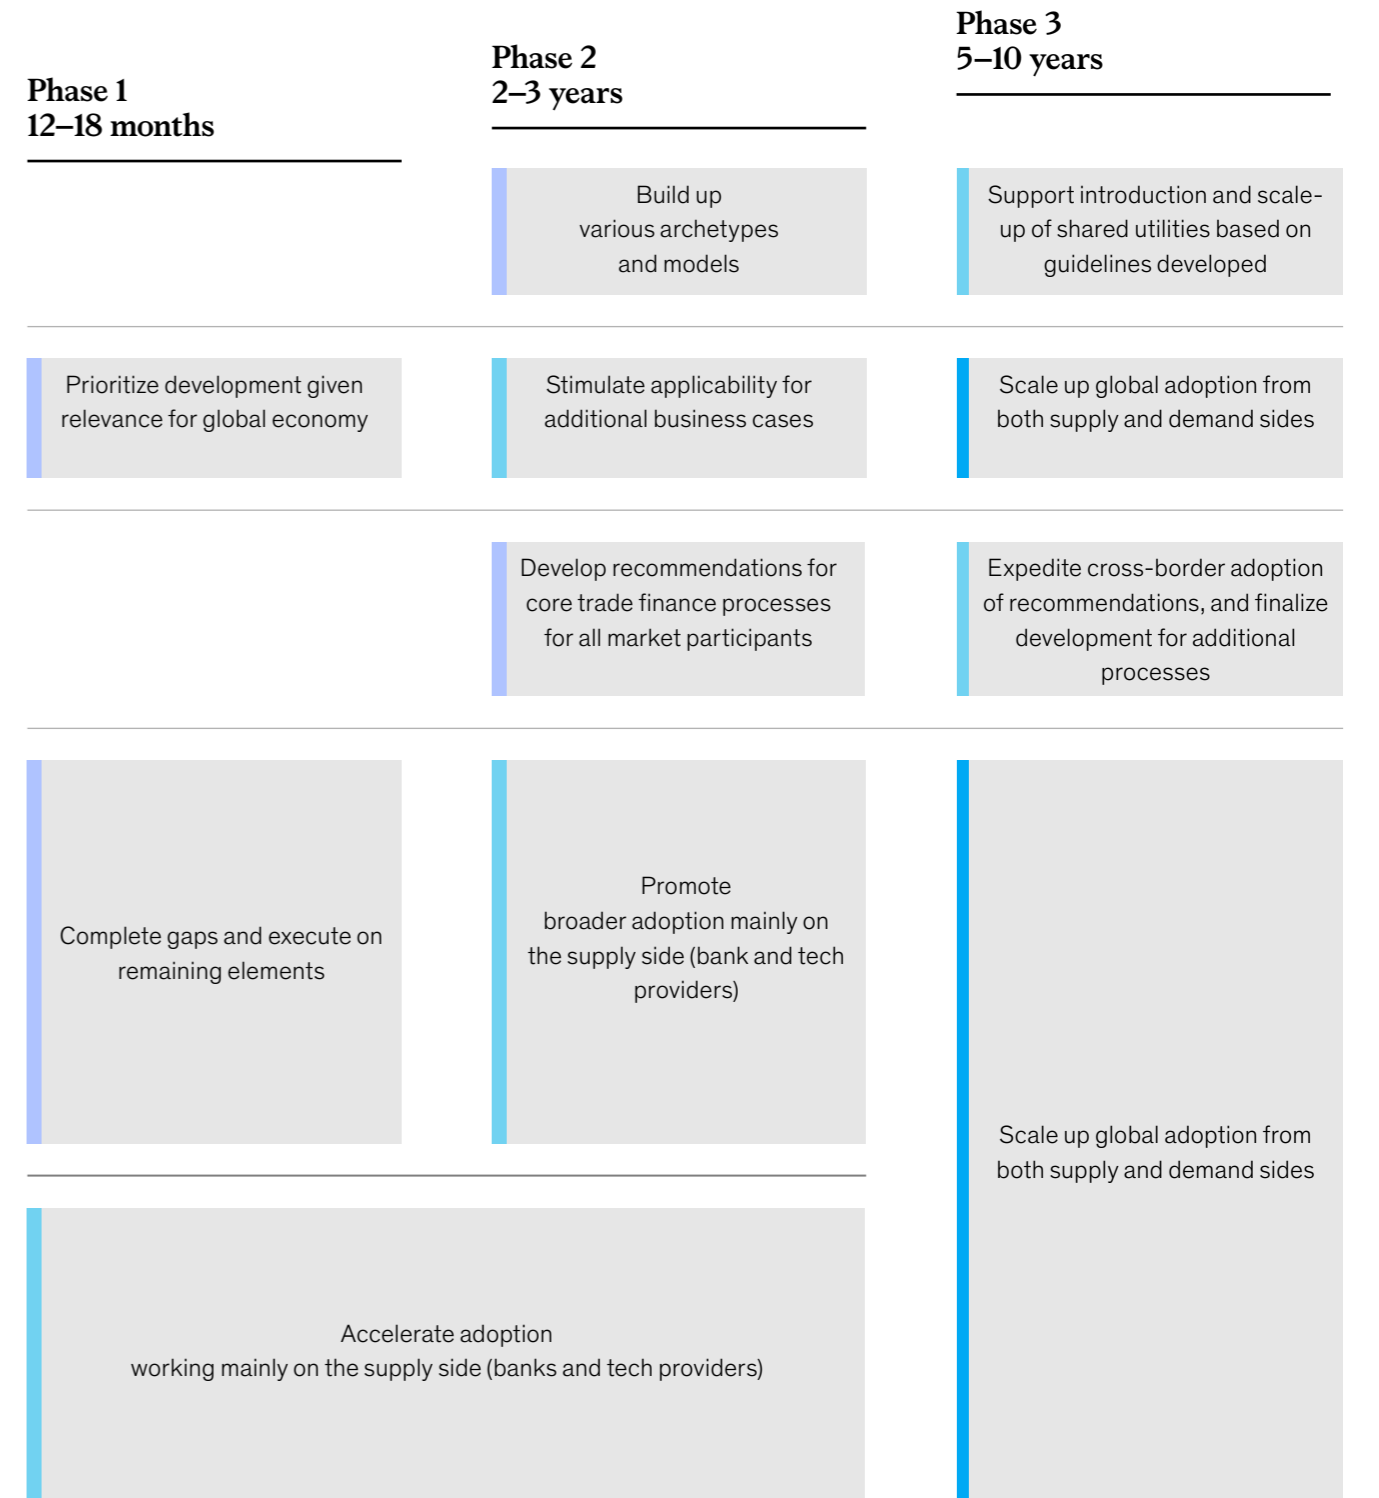 Phase 1
12–18 months
Phase 2
2–3 years
Phase 3
5–10 years
Build up
various archetypes
and models
Support introduction and scale-
up of shared utilities based on
guidelines developed
Prioritize development given
relevance for global economy
Stimulate applicability for
additional business cases
Scale up global adoption from
both supply and demand sides
Develop recommendations for
core trade finance processes
for all market participants
Expedite cross-border adoption
of recommendations, and finalize
development for additional
processes
Complete gaps and execute on
remaining elements
Promote
broader adoption mainly on
the supply side (bank and tech
providers)
Scale up global adoption from
both supply and demand sides
Accelerate adoption
working mainly on the supply side (banks and tech providers)